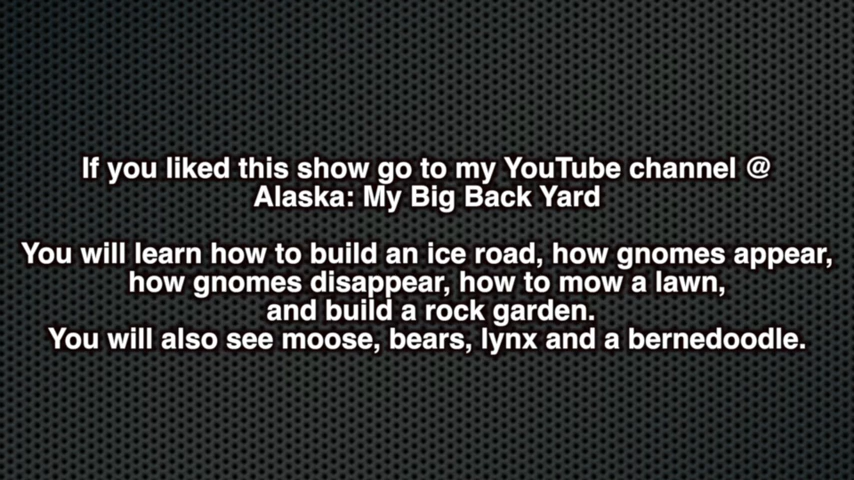 If you liked this show go to my YouTube channel @
Alaska: My Big Back Yard
You will learn how to build an ice road, how gnomes appear,
how gnomes disappear, how to mow a lawn,
and build a rock garden.
You will also see moose, bears, lynx and a bernedoodle.